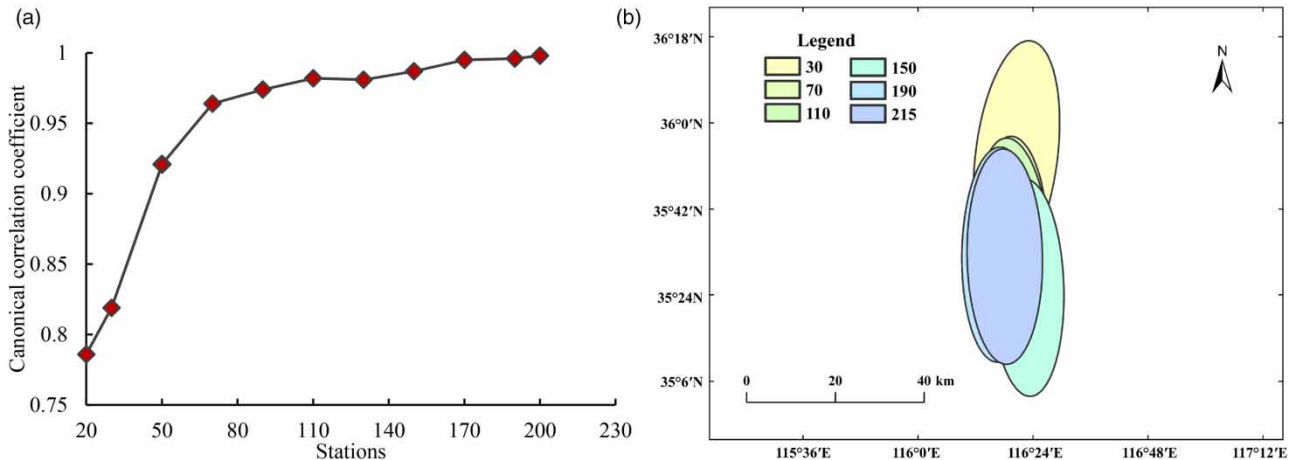 (a)
Canonical correlation coefficient
1
0.95
0.9
0.85
0.8
0.75
20 50 80 110 140 170 200 230
Stations
(b)
36°18′N
36°0′N
35°42′N
35°24′N
35°6′N
Legend
30 150
70 190
110 215
N
0 20 40 km
115°36′E 116°0′E 116°24′E 116°48′E 117°12′E